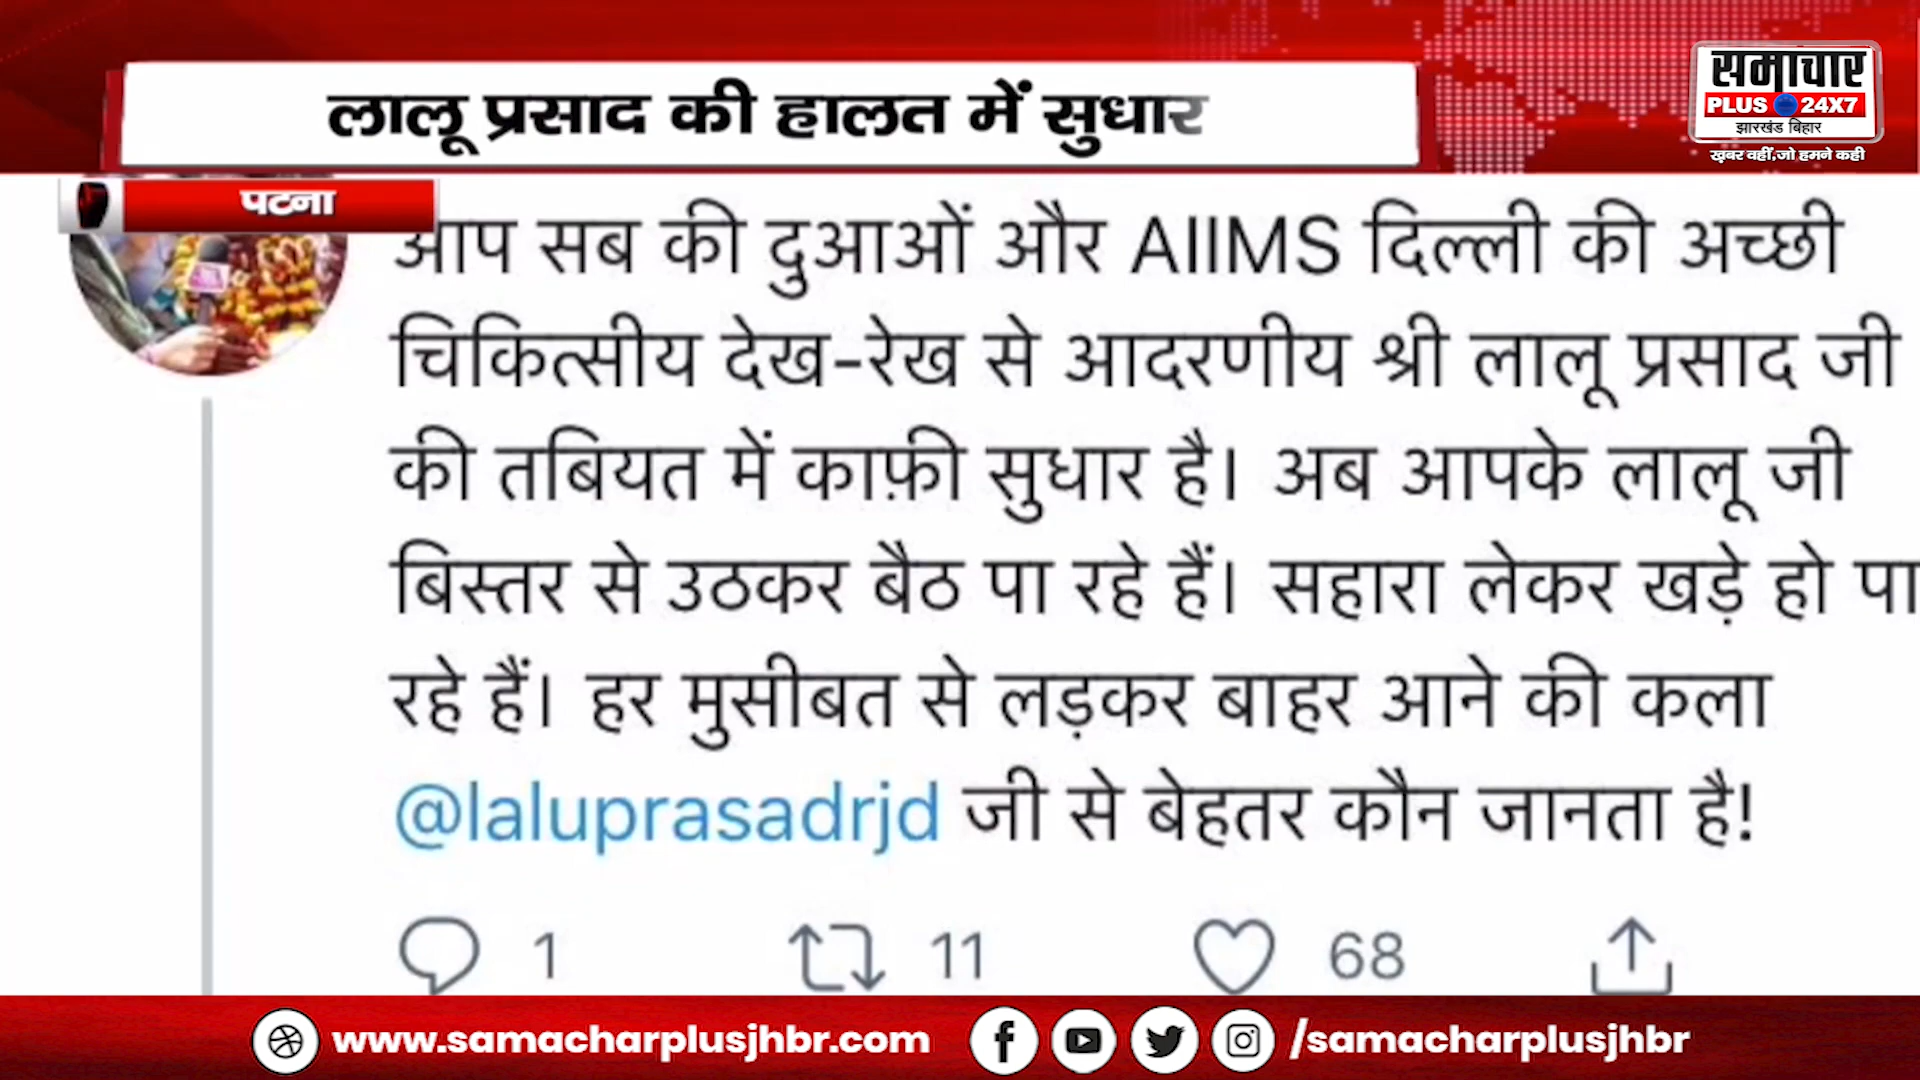 लालू प्रसाद की हालत में सुधार
समाचार
PLUS 24X7
झारखंड बिहार
ख़बर वहीं,जो हमने कही
पटना
आप सब की दुआओं और AIIMS दिल्ली की अच्छी
चिकित्सीय देख-रेख से आदरणीय श्री लालू प्रसाद जी
की तबियत में काफ़ी सुधार है। अब आपके लालू जी
बिस्तर से उठकर बैठ पा रहे हैं। सहारा लेकर खड़े हो पा
रहे हैं। हर मुसीबत से लड़कर बाहर आने की कला
@laluprasadrjd जी से बेहतर कौन जानता है!
1 11 68
www.samacharplusjhbr.com /samacharplusjhbr